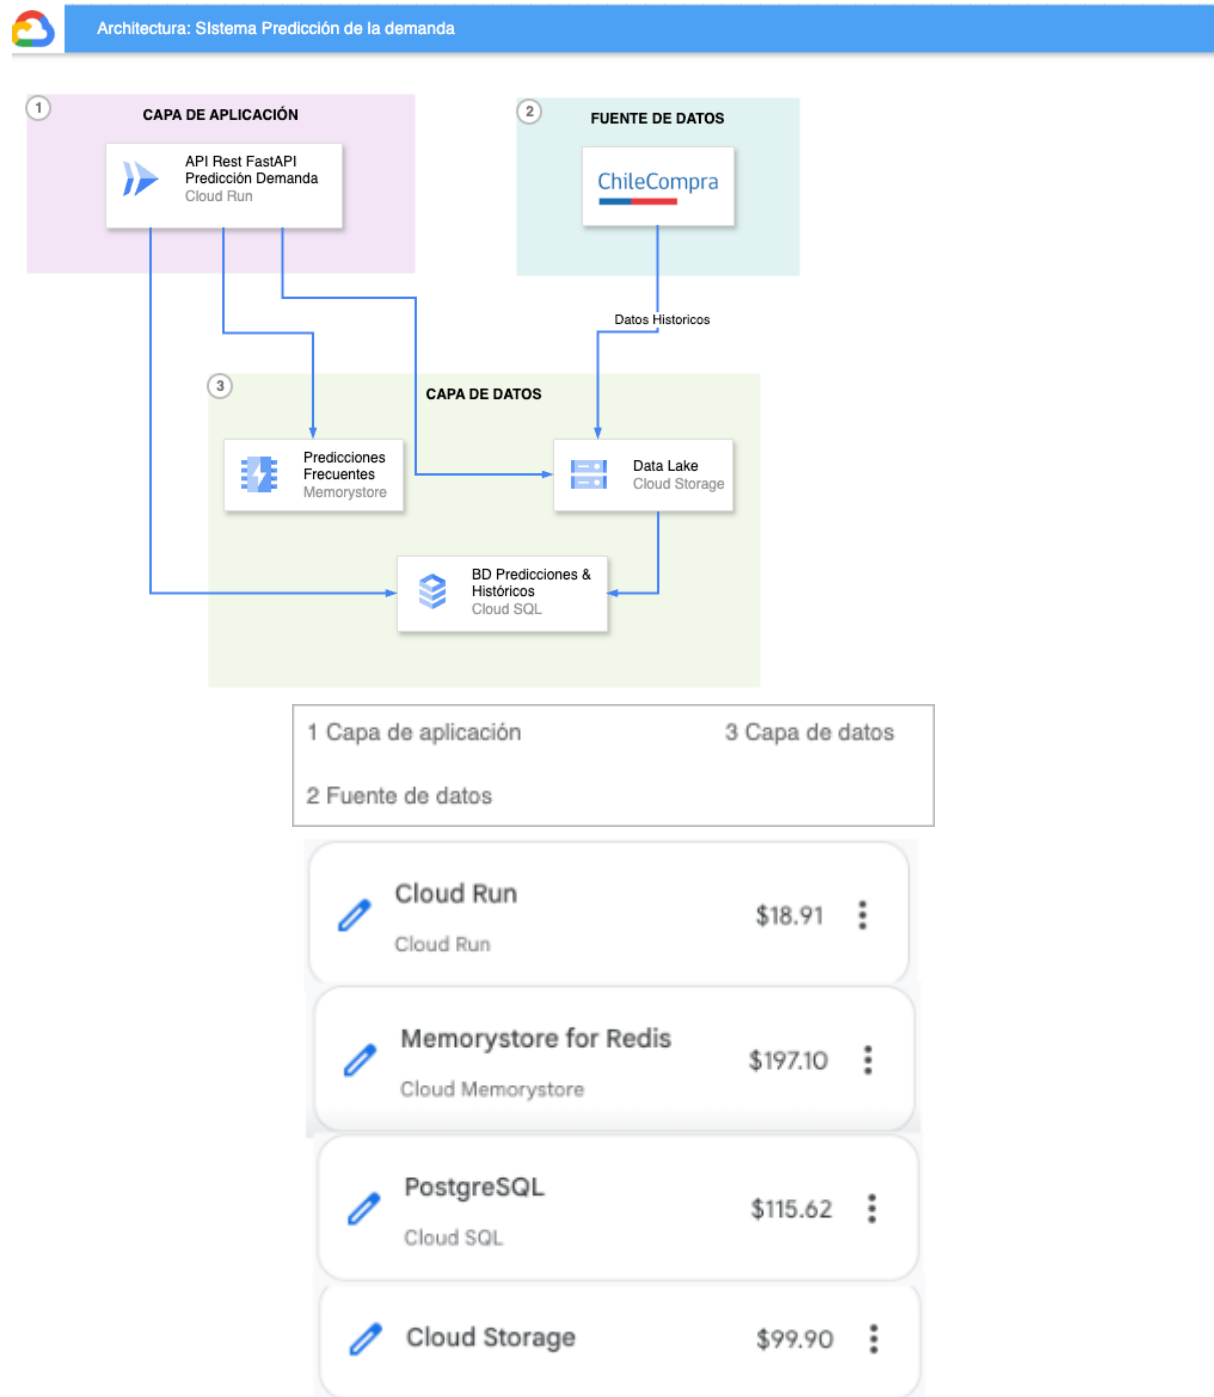 Architectura: SIstema Predicción de la demanda
1
CAPA DE APLICACIÓN
API Rest FastAPI
Predicción Demanda
Cloud Run
2
FUENTE DE DATOS
ChileCompra
Datos Historicos
3
CAPA DE DATOS
Predicciones
Frecuentes
Memorystore
Data Lake
Cloud Storage
BD Predicciones &
Históricos
Cloud SQL
1 Capa de aplicación
3 Capa de datos
2 Fuente de datos
Cloud Run
$18.91
Cloud Run
Memorystore for Redis
$197.10
Cloud Memorystore
PostgreSQL
$115.62
Cloud SQL
Cloud Storage
$99.90